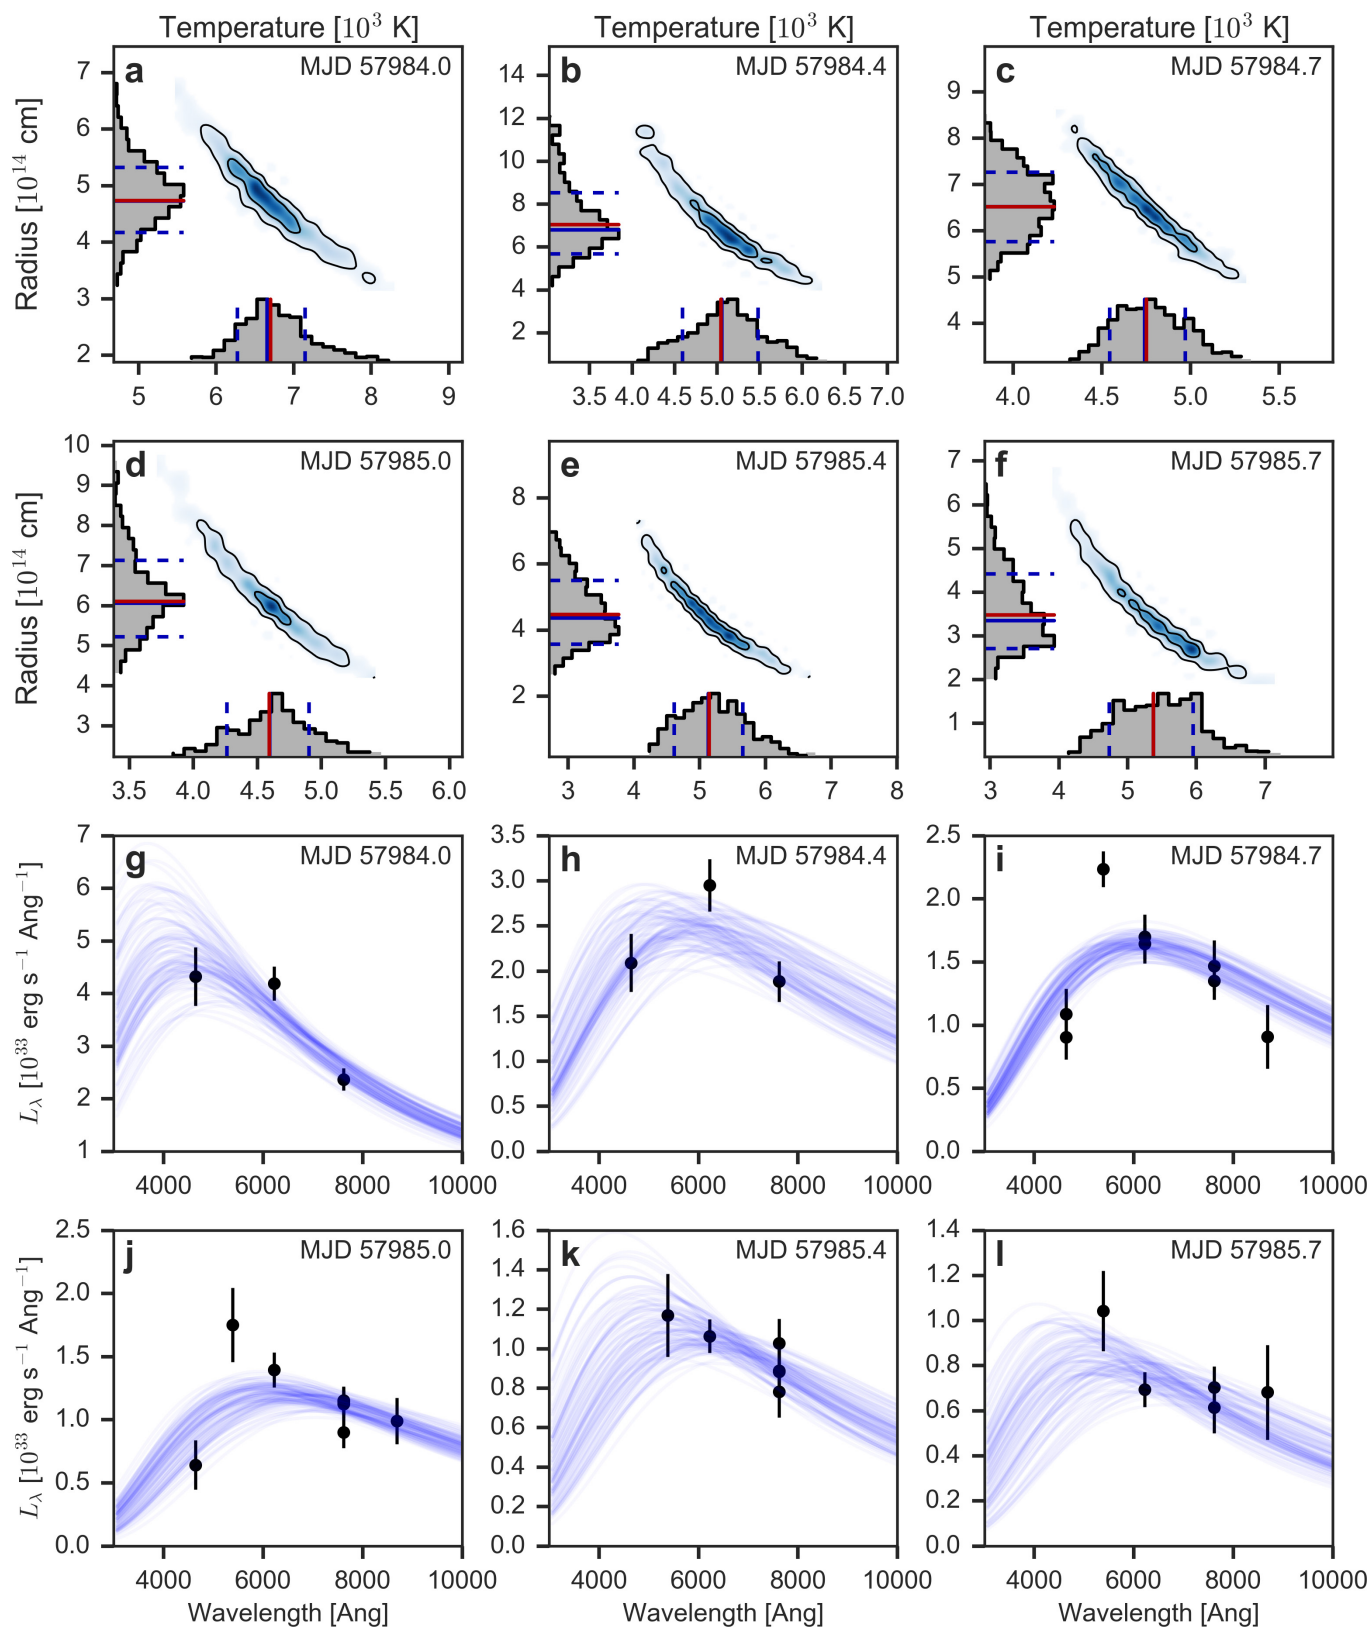 Temperature [10³ K] Temperature [10³ K] Temperature [10³ K]
a MJD 57984.0
b MJD 57984.4
c MJD 57984.7
Radius [10¹⁴ cm]
7
6
5
4
3
2
5 6 7 8 9
14
12
10
8
6
4
2
3.5 4.0 4.5 5.0 5.5 6.0 6.5 7.0
9
8
7
6
5
4
4.0 4.5 5.0 5.5
d MJD 57985.0
e MJD 57985.4
f MJD 57985.7
Radius [10¹⁴ cm]
10
9
8
7
6
5
4
3
3.5 4.0 4.5 5.0 5.5 6.0
8
6
4
2
3 4 5 6 7 8
7
6
5
4
3
2
1
3 4 5 6 7
g MJD 57984.0
h MJD 57984.4
i MJD 57984.7
L_λ [10³³ erg s⁻¹ Ang⁻¹]
7
6
5
4
3
2
1
4000 6000 8000 10000
3.5
3.0
2.5
2.0
1.5
1.0
0.5
0.0
4000 6000 8000 10000
2.5
2.0
1.5
1.0
0.5
0.0
4000 6000 8000 10000
j MJD 57985.0
k MJD 57985.4
l MJD 57985.7
L_λ [10³³ erg s⁻¹ Ang⁻¹]
2.5
2.0
1.5
1.0
0.5
0.0
4000 6000 8000 10000
1.6
1.4
1.2
1.0
0.8
0.6
0.4
0.2
0.0
4000 6000 8000 10000
1.4
1.2
1.0
0.8
0.6
0.4
0.2
0.0
4000 6000 8000 10000
Wavelength [Ang] Wavelength [Ang] Wavelength [Ang]